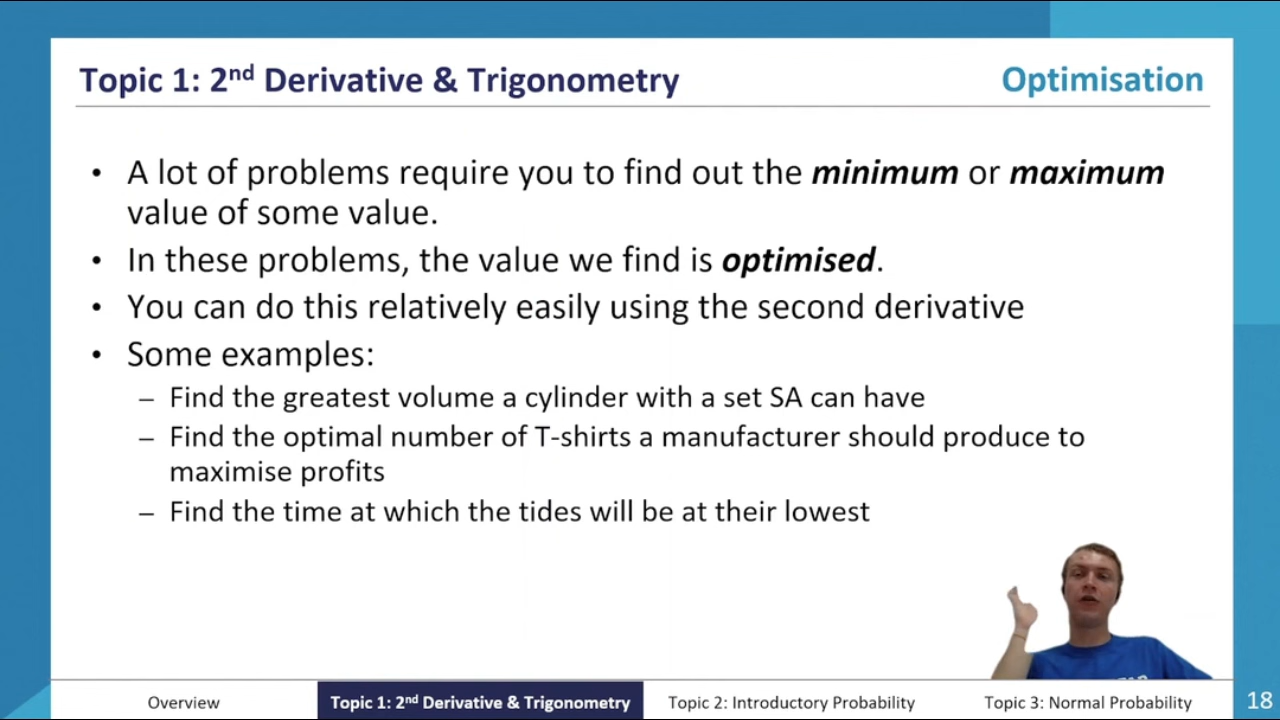 Topic 1: 2nd Derivative & Trigonometry
Optimisation
• A lot of problems require you to find out the minimum or maximum
value of some value.
• In these problems, the value we find is optimised.
• You can do this relatively easily using the second derivative
• Some examples:
– Find the greatest volume a cylinder with a set SA can have
– Find the optimal number of T-shirts a manufacturer should produce to
maximise profits
– Find the time at which the tides will be at their lowest
Overview
Topic 1: 2nd Derivative & Trigonometry
Topic 2: Introductory Probability
Topic 3: Normal Probability
18